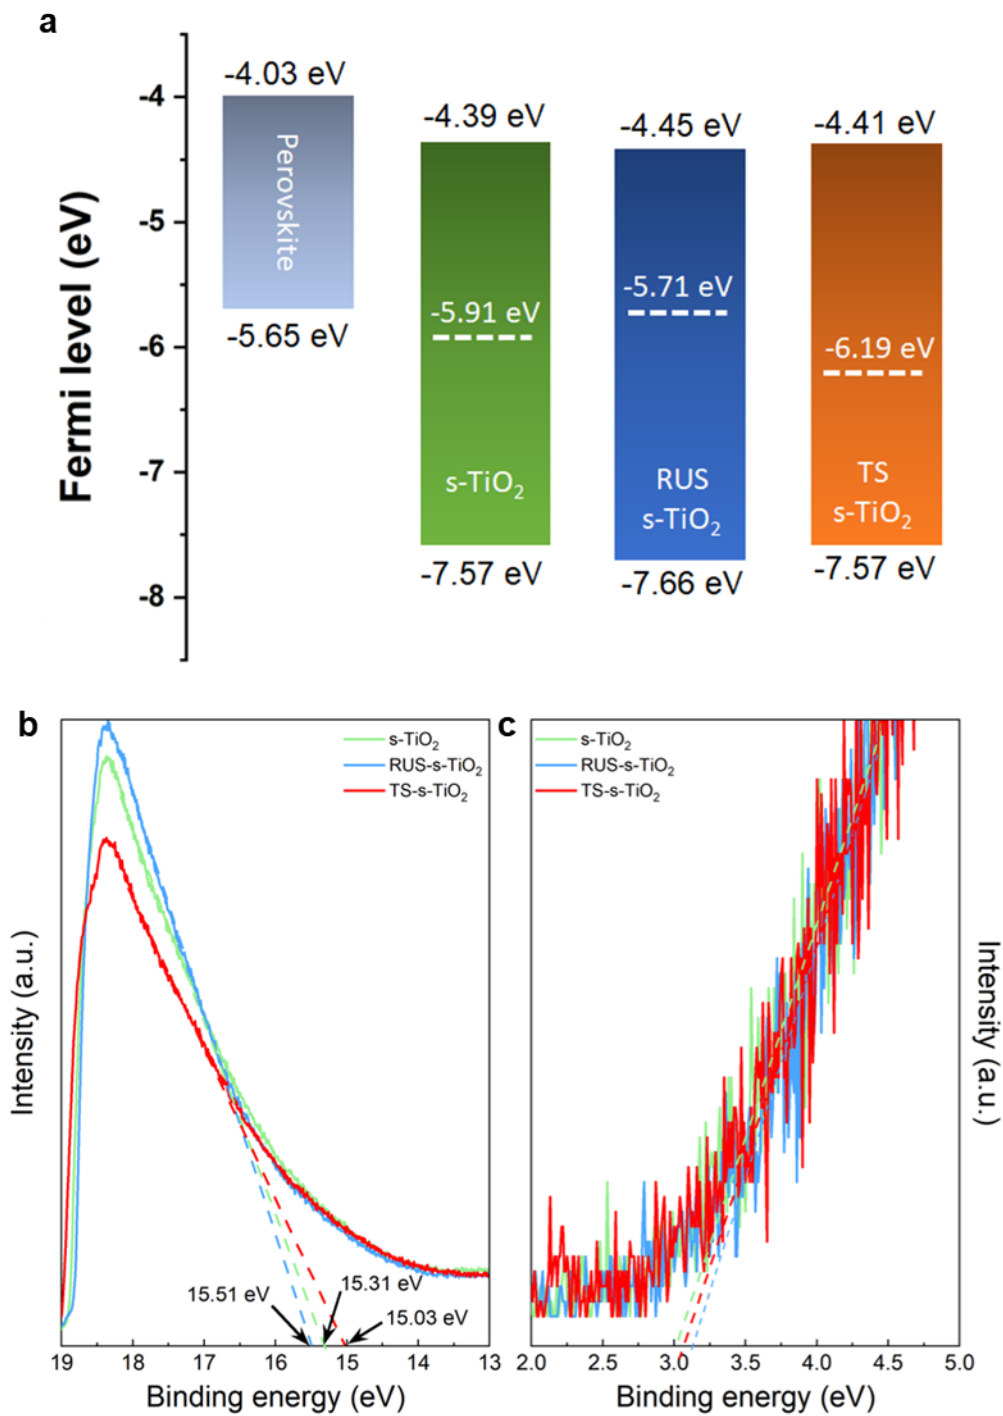 a
Fermi level (eV)
-4
-5
-6
-7
-8
-4.03 eV
Perovskite
-5.65 eV
-4.39 eV
-5.91 eV
s-TiO₂
-7.57 eV
-4.45 eV
-5.71 eV
RUS
s-TiO₂
-7.66 eV
-4.41 eV
-6.19 eV
TS
s-TiO₂
-7.57 eV
b
Intensity (a.u.)
s-TiO₂
RUS-s-TiO₂
TS-s-TiO₂
15.51 eV
15.31 eV
15.03 eV
19 18 17 16 15 14 13
Binding energy (eV)
c
s-TiO₂
RUS-s-TiO₂
TS-s-TiO₂
Intensity (a.u.)
2.0 2.5 3.0 3.5 4.0 4.5 5.0
Binding energy (eV)